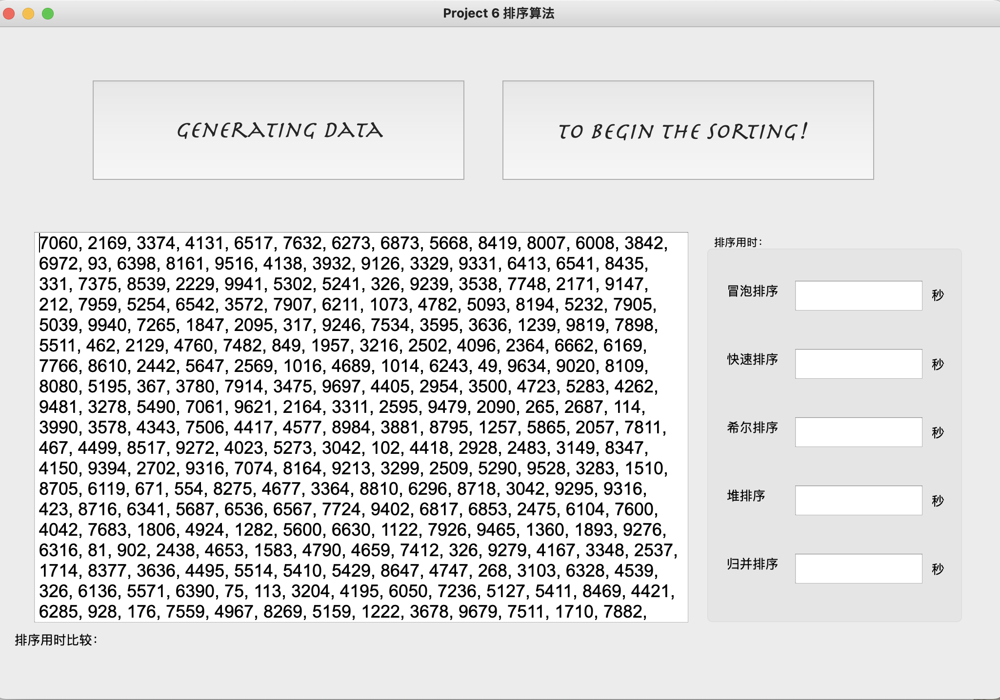 Project 6 排序算法
GENERATING DATA
TO BEGIN THE SORTING!
7060, 2169, 3374, 4131, 6517, 7632, 6273, 6873, 5668, 8419, 8007, 6008, 3842,
6972, 93, 6398, 8161, 9516, 4138, 3932, 9126, 3329, 9331, 6413, 6541, 8435,
331, 7375, 8539, 2229, 9941, 5302, 5241, 326, 9239, 3538, 7748, 2171, 9147,
212, 7959, 5254, 6542, 3572, 7907, 6211, 1073, 4782, 5093, 8194, 5232, 7905,
5039, 9940, 7265, 1847, 2095, 317, 9246, 7534, 3595, 3636, 1239, 9819, 7898,
5511, 462, 2129, 4760, 7482, 849, 1957, 3216, 2502, 4096, 2364, 6662, 6169,
7766, 8610, 2442, 5647, 2569, 1016, 4689, 1014, 6243, 49, 9634, 9020, 8109,
8080, 5195, 367, 3780, 7914, 3475, 9697, 4405, 2954, 3500, 4723, 5283, 4262,
9481, 3278, 5490, 7061, 9621, 2164, 3311, 2595, 9479, 2090, 265, 2687, 114,
3990, 3578, 4343, 7506, 4417, 4577, 8984, 3881, 8795, 1257, 5865, 2057, 7811,
467, 4499, 8517, 9272, 4023, 5273, 3042, 102, 4418, 2928, 2483, 3149, 8347,
4150, 9394, 2702, 9316, 7074, 8164, 9213, 3299, 2509, 5290, 9528, 3283, 1510,
8705, 6119, 671, 554, 8275, 4677, 3364, 8810, 6296, 8718, 3042, 9295, 9316,
423, 8716, 6341, 5687, 6536, 6567, 7724, 9402, 6817, 6853, 2475, 6104, 7600,
4042, 7683, 1806, 4924, 1282, 5600, 6630, 1122, 7926, 9465, 1360, 1893, 9276,
6316, 81, 902, 2438, 4653, 1583, 4790, 4659, 7412, 326, 9279, 4167, 3348, 2537,
1714, 8377, 3636, 4495, 5514, 5410, 5429, 8647, 4747, 268, 3103, 6328, 4539,
326, 6136, 5571, 6390, 75, 113, 3204, 4195, 6050, 7236, 5127, 5411, 8469, 4421,
6285, 928, 176, 7559, 4967, 8269, 5159, 1222, 3678, 9679, 7511, 1710, 7882,
排序用时：
冒泡排序 秒
快速排序 秒
希尔排序 秒
堆排序 秒
归并排序 秒
排序用时比较：